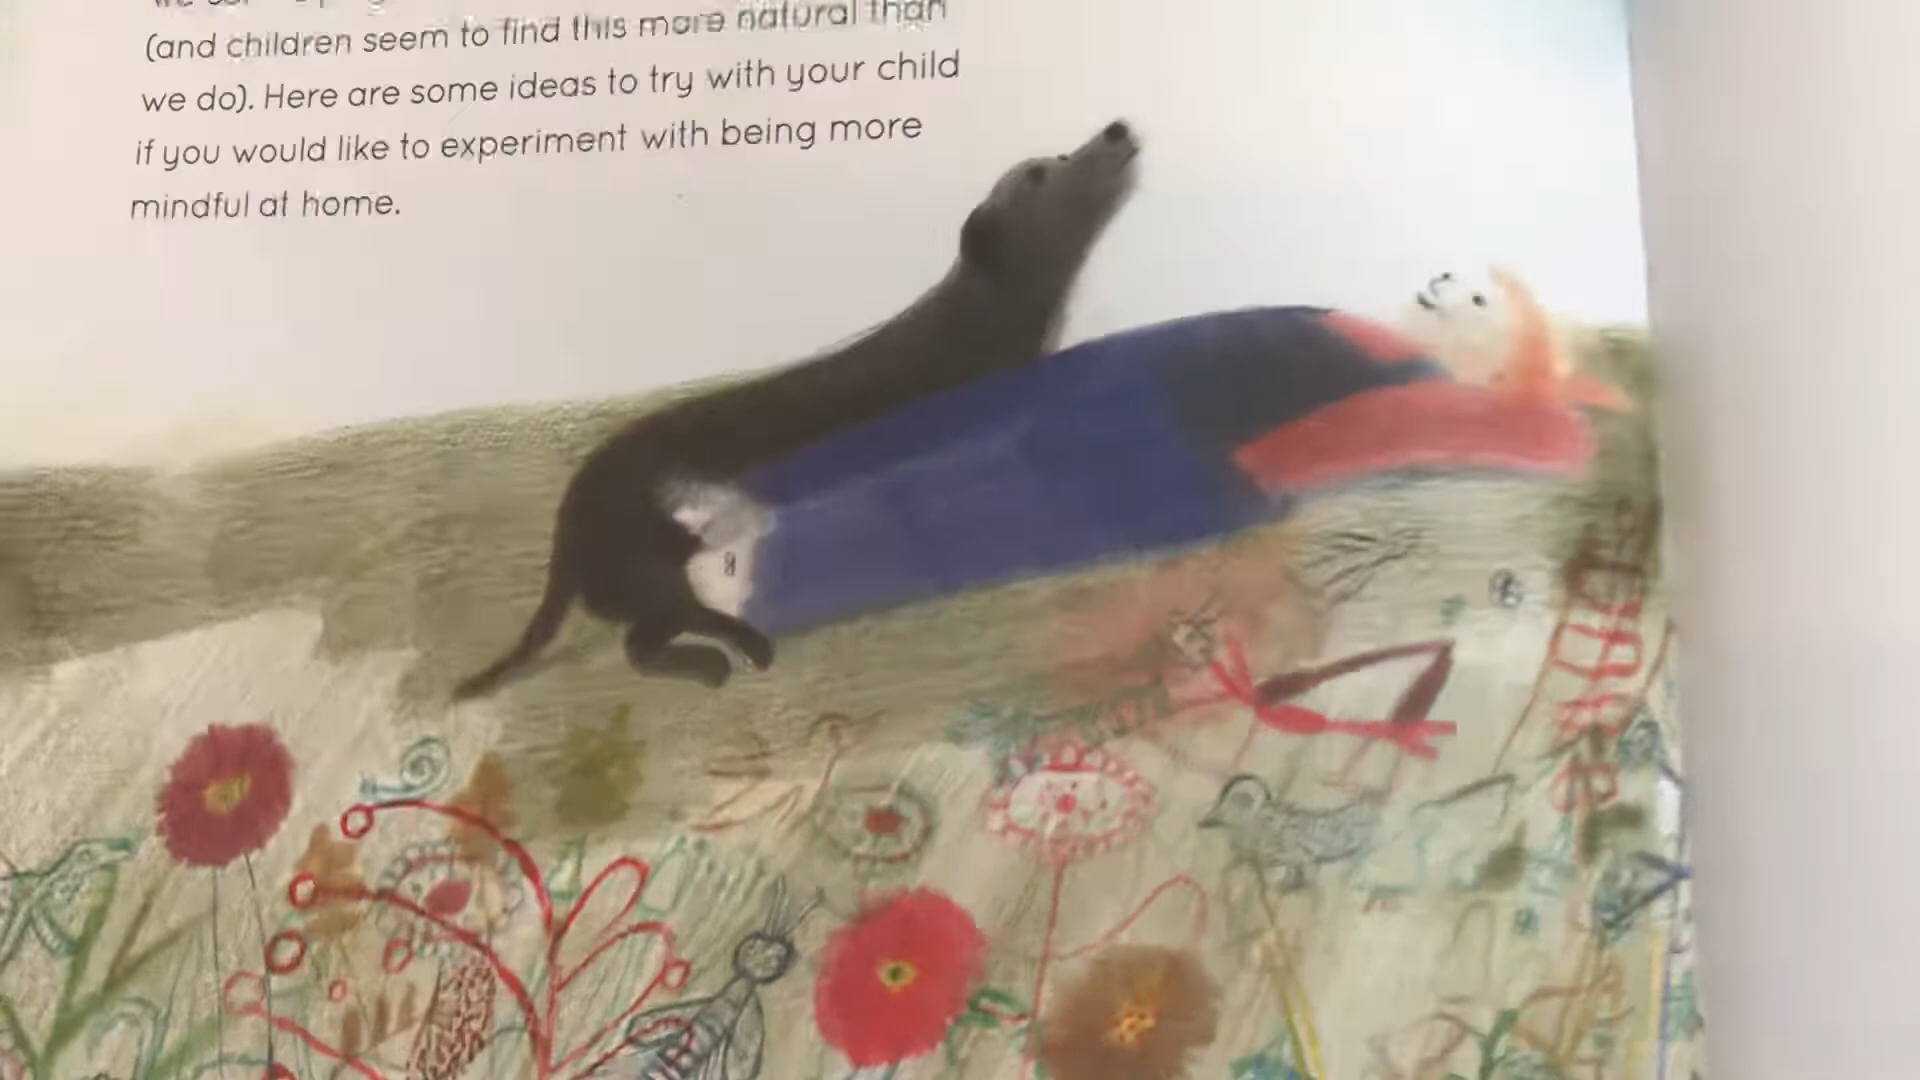 (and children seem to find this more natural than
we do). Here are some ideas to try with your child
if you would like to experiment with being more
mindful at home.